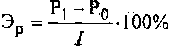 Эр = (P1 - P0) / I · 100%